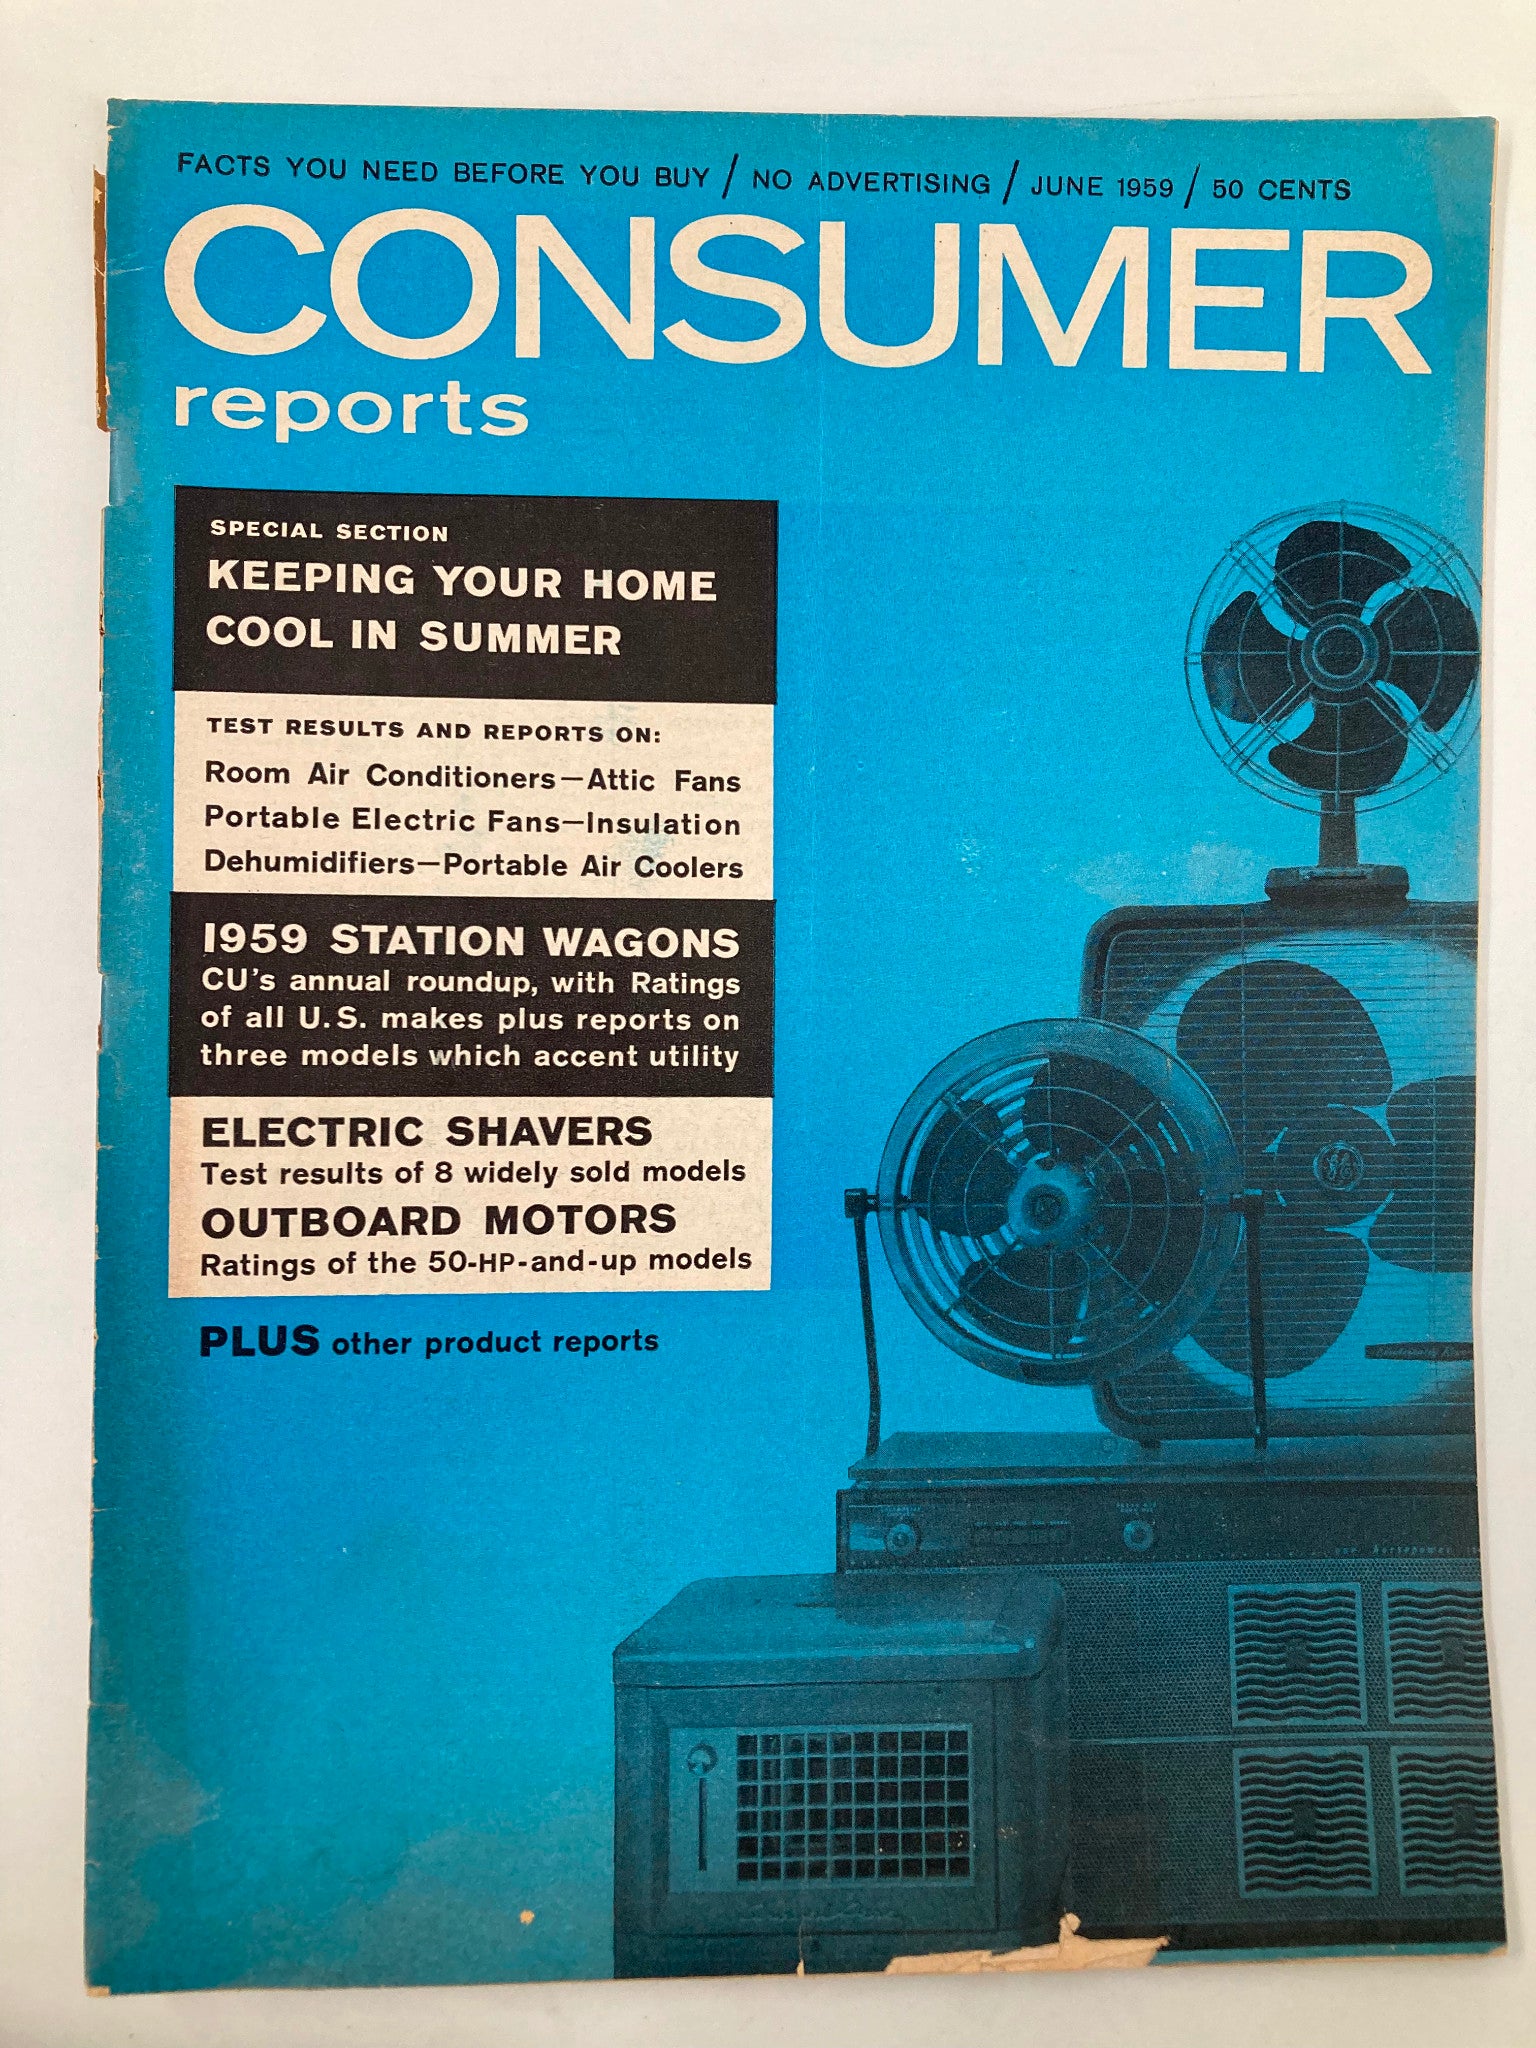 FACTS YOU NEED BEFORE YOU BUY / NO ADVERTISING / JUNE 1959 / 50 CENTS
CONSUMER
reports
SPECIAL SECTION
KEEPING YOUR HOME
COOL IN SUMMER
TEST RESULTS AND REPORTS ON:
Room Air Conditioners—Attic Fans
Portable Electric Fans—Insulation
Dehumidifiers—Portable Air Coolers
1959 STATION WAGONS
CU's annual roundup, with Ratings
of all U.S. makes plus reports on
three models which accent utility
ELECTRIC SHAVERS
Test results of 8 widely sold models
OUTBOARD MOTORS
Ratings of the 50-HP-and-up models
PLUS other product reports
GE
one horsepower